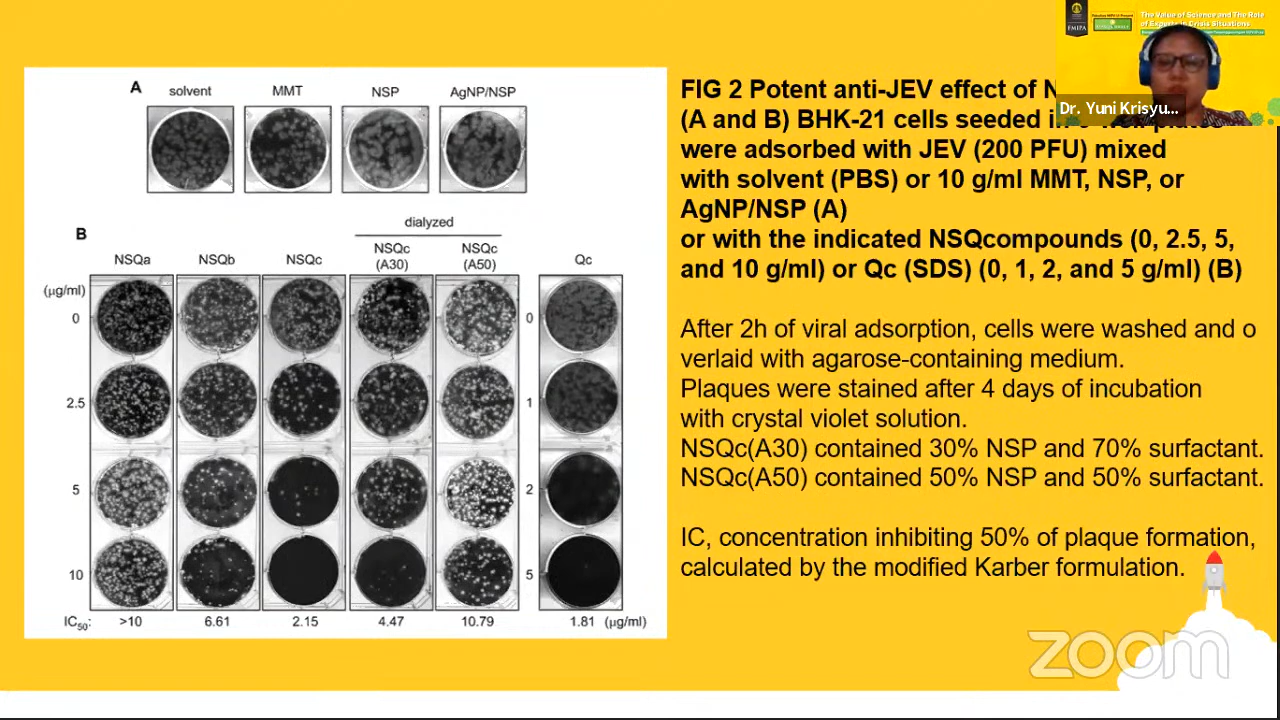 The Value of Science and The Role
of Experts in Crisis Situations
FMIPA
Dr. Yuni Krisyu...
A
solvent MMT NSP AgNP/NSP
B
dialyzed
NSQa NSQb NSQc NSQc (A30) NSQc (A50) Qc
(μg/ml)
0 0
2.5 1
5 2
10 5
IC50: >10 6.61 2.15 4.47 10.79 1.81 (μg/ml)
FIG 2 Potent anti-JEV effect of N
(A and B) BHK-21 cells seeded
were adsorbed with JEV (200 PFU) mixed
with solvent (PBS) or 10 g/ml MMT, NSP, or
AgNP/NSP (A)
or with the indicated NSQcompounds (0, 2.5, 5,
and 10 g/ml) or Qc (SDS) (0, 1, 2, and 5 g/ml) (B)
After 2h of viral adsorption, cells were washed and o
verlaid with agarose-containing medium.
Plaques were stained after 4 days of incubation
with crystal violet solution.
NSQc(A30) contained 30% NSP and 70% surfactant.
NSQc(A50) contained 50% NSP and 50% surfactant.
IC, concentration inhibiting 50% of plaque formation,
calculated by the modified Karber formulation.
zoom